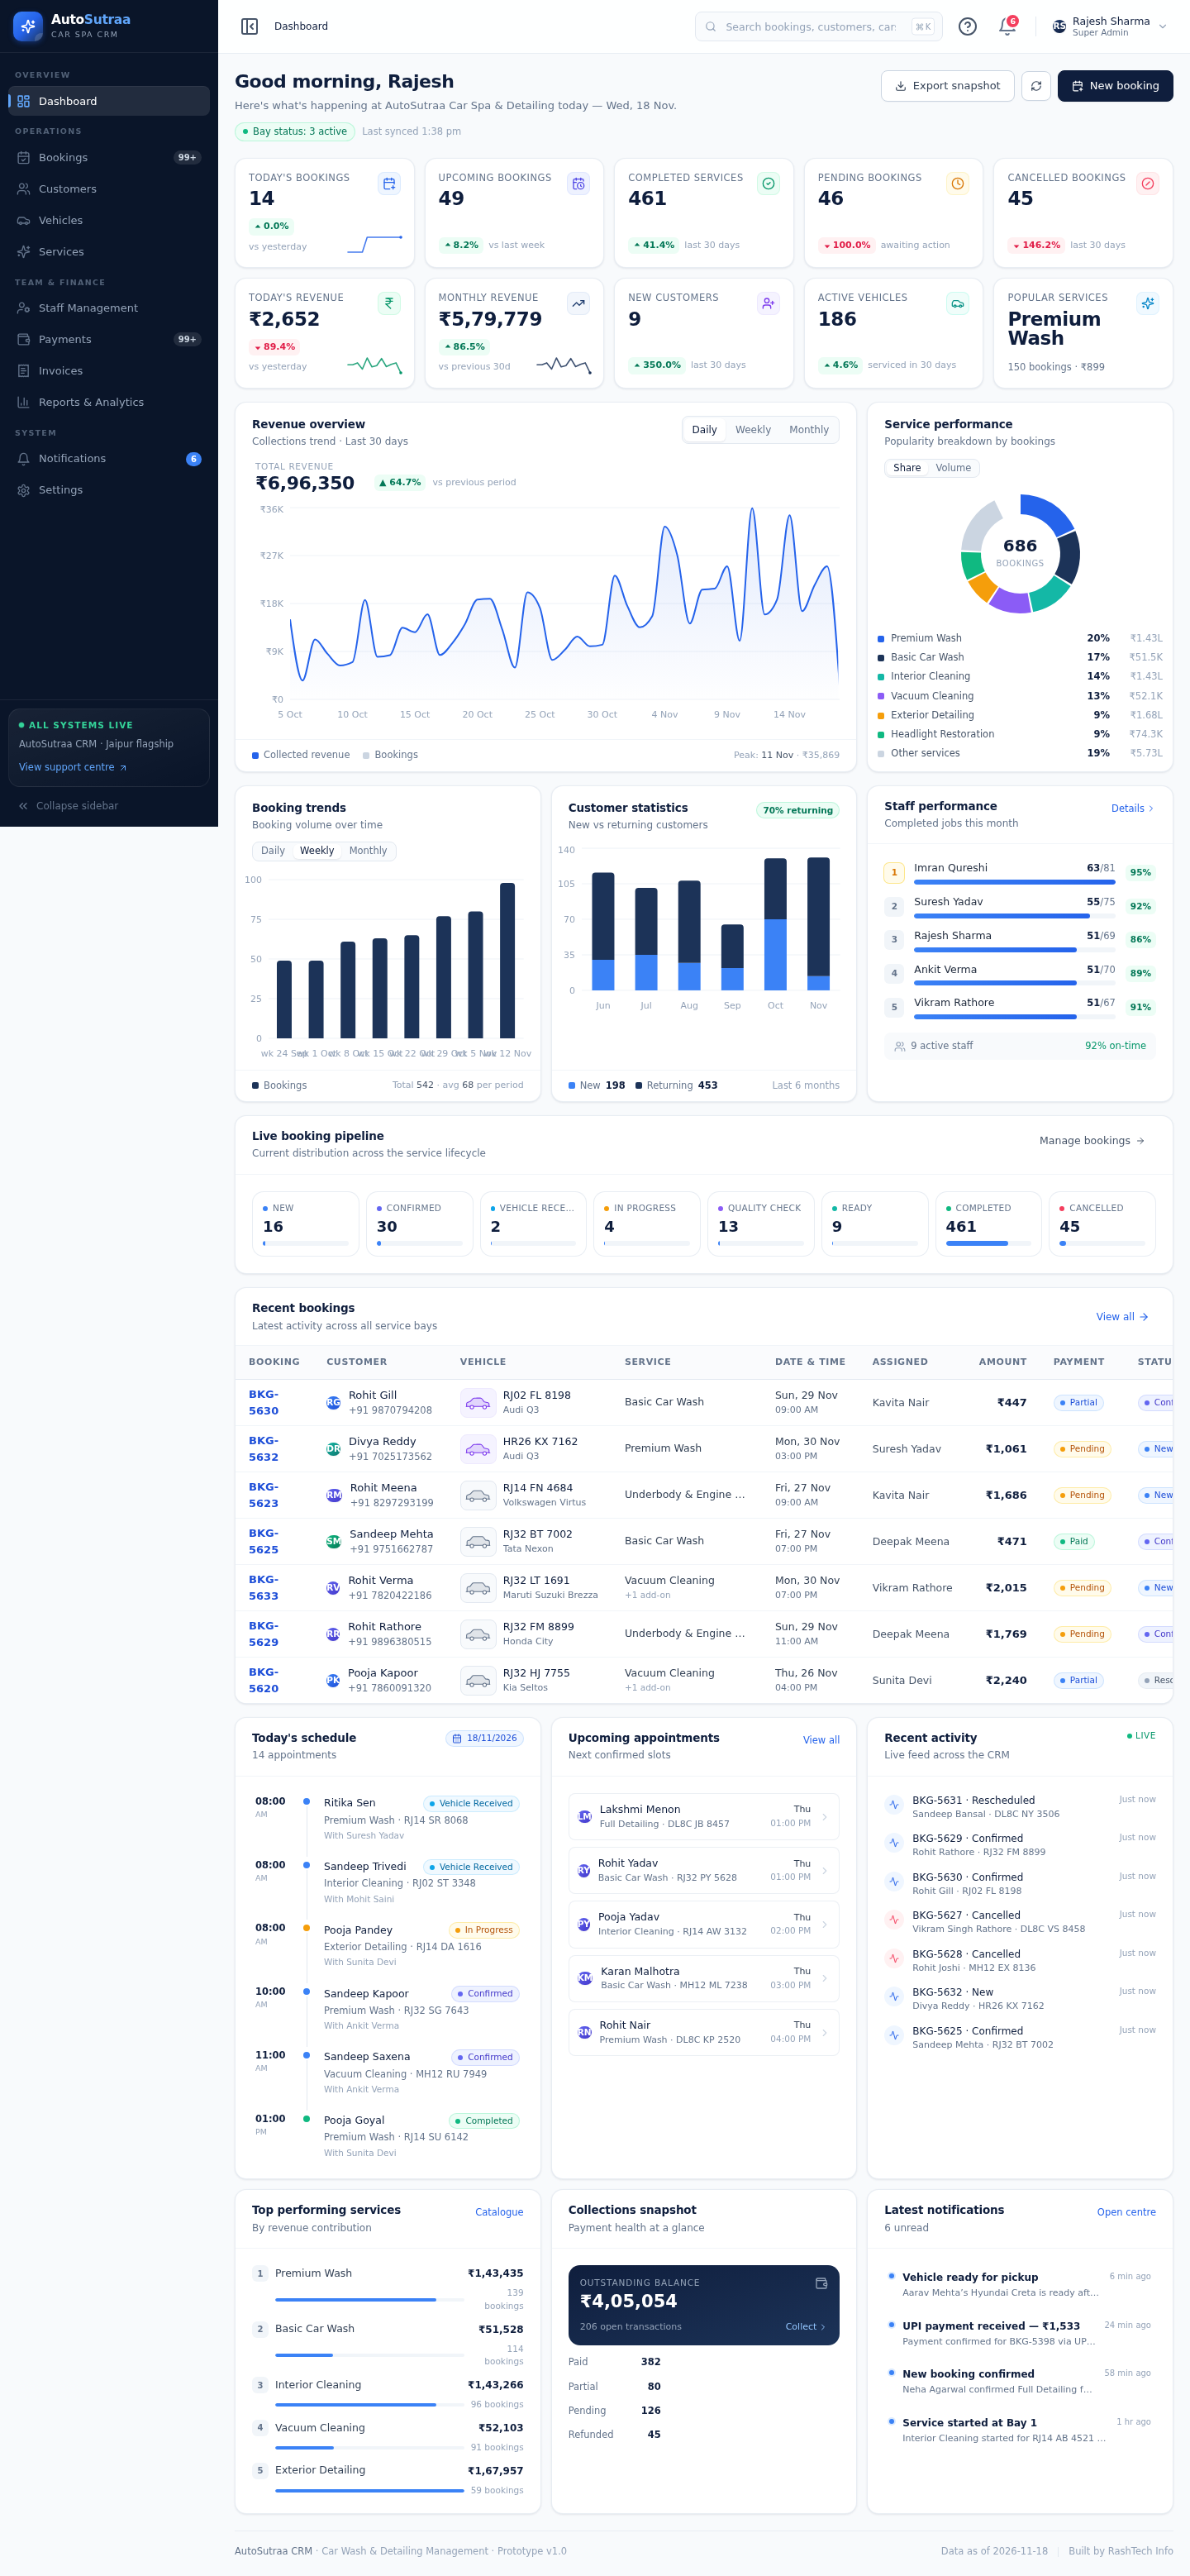 AutoSutraa
CAR SPA CRM
OVERVIEW
Dashboard
OPERATIONS
Bookings 99+
Customers
Vehicles
Services
TEAM & FINANCE
Staff Management
Payments 99+
Invoices
Reports & Analytics
SYSTEM
Notifications 6
Settings
ALL SYSTEMS LIVE
AutoSutraa CRM · Jaipur flagship
View support centre
Collapse sidebar
Dashboard
Search bookings, customers, car ⌘K
6
RS Rajesh Sharma
Super Admin
Good morning, Rajesh
Here's what's happening at AutoSutraa Car Spa & Detailing today — Wed, 18 Nov.
Export snapshot
New booking
Bay status: 3 active Last synced 1:38 pm
TODAY'S BOOKINGS
14
0.0%
vs yesterday
UPCOMING BOOKINGS
49
8.2% vs last week
COMPLETED SERVICES
461
41.4% last 30 days
PENDING BOOKINGS
46
100.0% awaiting action
CANCELLED BOOKINGS
45
146.2% last 30 days
TODAY'S REVENUE
₹2,652
89.4%
vs yesterday
MONTHLY REVENUE
₹5,79,779
86.5%
vs previous 30d
NEW CUSTOMERS
9
350.0% last 30 days
ACTIVE VEHICLES
186
4.6% serviced in 30 days
POPULAR SERVICES
Premium
Wash
150 bookings · ₹899
Revenue overview
Collections trend · Last 30 days
Daily Weekly Monthly
TOTAL REVENUE
₹6,96,350 ▲ 64.7% vs previous period
₹36K
₹27K
₹18K
₹9K
₹0
5 Oct 10 Oct 15 Oct 20 Oct 25 Oct 30 Oct 4 Nov 9 Nov 14 Nov
Collected revenue Bookings Peak: 11 Nov · ₹35,869
Service performance
Popularity breakdown by bookings
Share Volume
686
BOOKINGS
Premium Wash 20% ₹1.43L
Basic Car Wash 17% ₹51.5K
Interior Cleaning 14% ₹1.43L
Vacuum Cleaning 13% ₹52.1K
Exterior Detailing 9% ₹1.68L
Headlight Restoration 9% ₹74.3K
Other services 19% ₹5.73L
Booking trends
Booking volume over time
Daily Weekly Monthly
100
75
50
25
0
wk 24 Sep wk 1 Oct wk 8 Oct wk 15 Oct wk 22 Oct wk 29 Oct wk 5 Nov wk 12 Nov
Bookings Total 542 · avg 68 per period
Customer statistics
New vs returning customers
70% returning
140
105
70
35
0
Jun Jul Aug Sep Oct Nov
New 198 Returning 453 Last 6 months
Staff performance
Completed jobs this month
Details
1 Imran Qureshi 63/81 95%
2 Suresh Yadav 55/75 92%
3 Rajesh Sharma 51/69 86%
4 Ankit Verma 51/70 89%
5 Vikram Rathore 51/67 91%
9 active staff 92% on-time
Live booking pipeline
Current distribution across the service lifecycle
Manage bookings
NEW
16
CONFIRMED
30
VEHICLE RECE...
2
IN PROGRESS
4
QUALITY CHECK
13
READY
9
COMPLETED
461
CANCELLED
45
Recent bookings
Latest activity across all service bays
View all
BOOKING CUSTOMER VEHICLE SERVICE DATE & TIME ASSIGNED AMOUNT PAYMENT STATU
BKG-5630 RG Rohit Gill +91 9870794208 RJ02 FL 8198 Audi Q3 Basic Car Wash Sun, 29 Nov 09:00 AM Kavita Nair ₹447 Partial Conf
BKG-5632 DR Divya Reddy +91 7025173562 HR26 KX 7162 Audi Q3 Premium Wash Mon, 30 Nov 03:00 PM Suresh Yadav ₹1,061 Pending New
BKG-5623 RM Rohit Meena +91 8297293199 RJ14 FN 4684 Volkswagen Virtus Underbody & Engine ... Fri, 27 Nov 09:00 AM Kavita Nair ₹1,686 Pending New
BKG-5625 SM Sandeep Mehta +91 9751662787 RJ32 BT 7002 Tata Nexon Basic Car Wash Fri, 27 Nov 07:00 PM Deepak Meena ₹471 Paid Conf
BKG-5633 RV Rohit Verma +91 7820422186 RJ32 LT 1691 Maruti Suzuki Brezza Vacuum Cleaning +1 add-on Mon, 30 Nov 07:00 PM Vikram Rathore ₹2,015 Pending New
BKG-5629 RR Rohit Rathore +91 9896380515 RJ32 FM 8899 Honda City Underbody & Engine ... Sun, 29 Nov 11:00 AM Deepak Meena ₹1,769 Pending Conf
BKG-5620 PK Pooja Kapoor +91 7860091320 RJ32 HJ 7755 Kia Seltos Vacuum Cleaning +1 add-on Thu, 26 Nov 04:00 PM Sunita Devi ₹2,240 Partial Resc
Today's schedule
14 appointments
18/11/2026
08:00 AM Ritika Sen Vehicle Received
Premium Wash · RJ14 SR 8068
With Suresh Yadav
08:00 AM Sandeep Trivedi Vehicle Received
Interior Cleaning · RJ02 ST 3348
With Mohit Saini
08:00 AM Pooja Pandey In Progress
Exterior Detailing · RJ14 DA 1616
With Sunita Devi
10:00 AM Sandeep Kapoor Confirmed
Premium Wash · RJ32 SG 7643
With Ankit Verma
11:00 AM Sandeep Saxena Confirmed
Vacuum Cleaning · MH12 RU 7949
With Ankit Verma
01:00 PM Pooja Goyal Completed
Premium Wash · RJ14 SU 6142
With Sunita Devi
Upcoming appointments
Next confirmed slots
View all
LM Lakshmi Menon Thu
Full Detailing · DL8C JB 8457 01:00 PM
RY Rohit Yadav Thu
Basic Car Wash · RJ32 PY 5628 01:00 PM
PY Pooja Yadav Thu
Interior Cleaning · RJ14 AW 3132 02:00 PM
KM Karan Malhotra Thu
Basic Car Wash · MH12 ML 7238 03:00 PM
RN Rohit Nair Thu
Premium Wash · DL8C KP 2520 04:00 PM
Recent activity
Live feed across the CRM
LIVE
BKG-5631 · Rescheduled Just now
Sandeep Bansal · DL8C NY 3506
BKG-5629 · Confirmed Just now
Rohit Rathore · RJ32 FM 8899
BKG-5630 · Confirmed Just now
Rohit Gill · RJ02 FL 8198
BKG-5627 · Cancelled Just now
Vikram Singh Rathore · DL8C VS 8458
BKG-5628 · Cancelled Just now
Rohit Joshi · MH12 EX 8136
BKG-5632 · New Just now
Divya Reddy · HR26 KX 7162
BKG-5625 · Confirmed Just now
Sandeep Mehta · RJ32 BT 7002
Top performing services
By revenue contribution
Catalogue
1 Premium Wash ₹1,43,435
139 bookings
2 Basic Car Wash ₹51,528
114 bookings
3 Interior Cleaning ₹1,43,266
96 bookings
4 Vacuum Cleaning ₹52,103
91 bookings
5 Exterior Detailing ₹1,67,957
59 bookings
Collections snapshot
Payment health at a glance
OUTSTANDING BALANCE
₹4,05,054
206 open transactions Collect
Paid 382
Partial 80
Pending 126
Refunded 45
Latest notifications
6 unread
Open centre
Vehicle ready for pickup 6 min ago
Aarav Mehta's Hyundai Creta is ready aft...
UPI payment received — ₹1,533 24 min ago
Payment confirmed for BKG-5398 via UP...
New booking confirmed 58 min ago
Neha Agarwal confirmed Full Detailing f...
Service started at Bay 1 1 hr ago
Interior Cleaning started for RJ14 AB 4521 ...
AutoSutraa CRM · Car Wash & Detailing Management · Prototype v1.0
Data as of 2026-11-18 | Built by RashTech Info